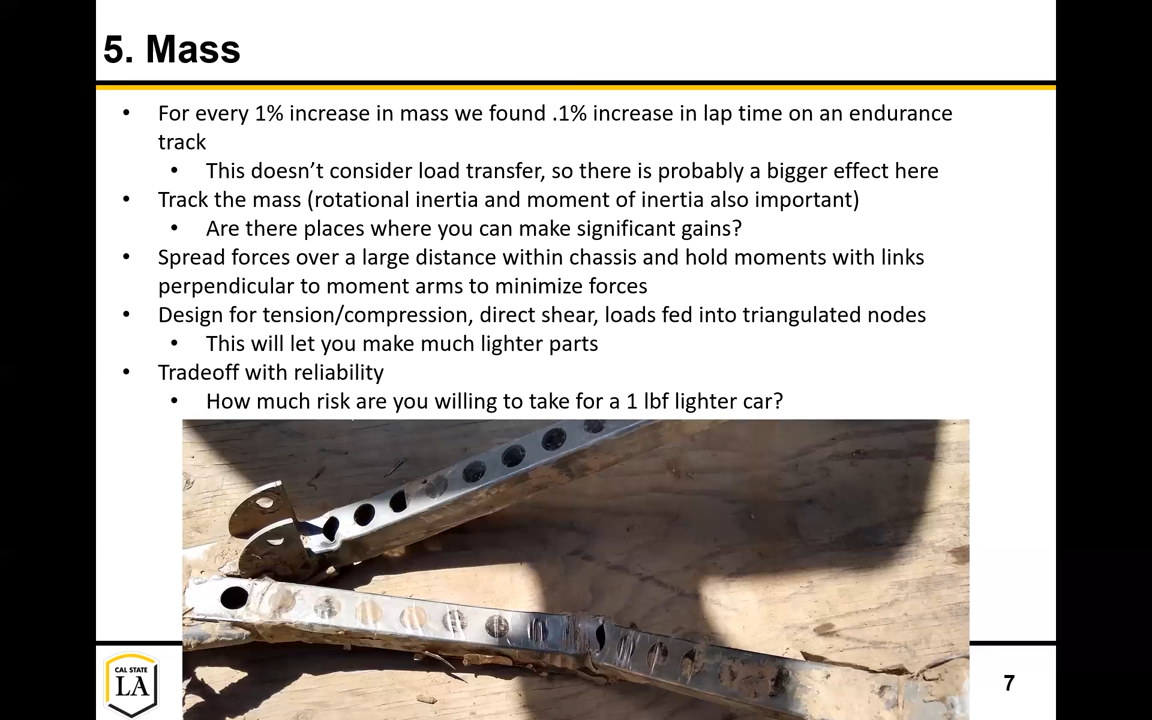 5. Mass
• For every 1% increase in mass we found .1% increase in lap time on an endurance
track
• This doesn’t consider load transfer, so there is probably a bigger effect here
• Track the mass (rotational inertia and moment of inertia also important)
• Are there places where you can make significant gains?
• Spread forces over a large distance within chassis and hold moments with links
perpendicular to moment arms to minimize forces
• Design for tension/compression, direct shear, loads fed into triangulated nodes
• This will let you make much lighter parts
• Tradeoff with reliability
• How much risk are you willing to take for a 1 lbf lighter car?
CAL STATE
LA
7